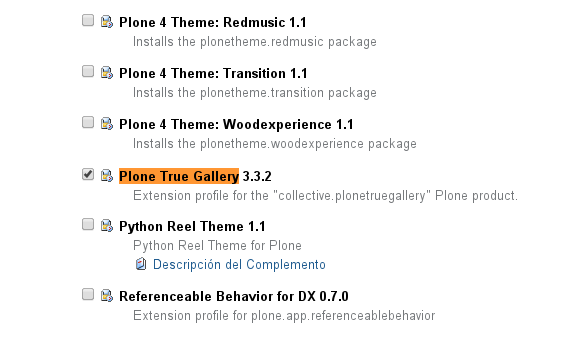 Plone 4 Theme: Redmusic 1.1
Installs the plonetheme.redmusic package
Plone 4 Theme: Transition 1.1
Installs the plonetheme.transition package
Plone 4 Theme: Woodexperience 1.1
Installs the plonetheme.woodexperience package
Plone True Gallery 3.3.2
Extension profile for the "collective.plonetruegallery" Plone product.
Python Reel Theme 1.1
Python Reel Theme for Plone
Descripción del Complemento
Referenceable Behavior for DX 0.7.0
Extension profile for plone.app.referenceablebehavior